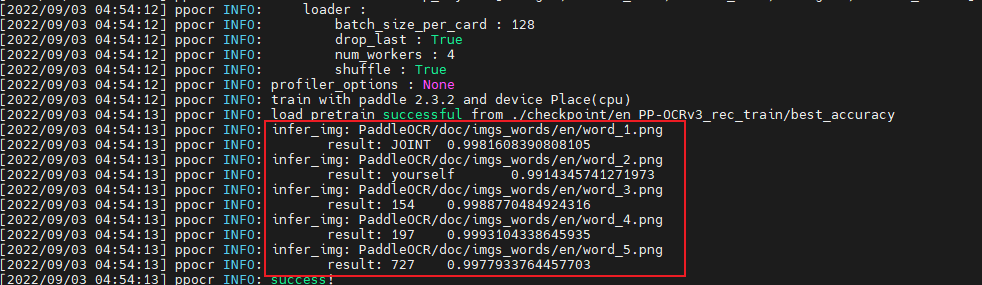 [2022/09/03 04:54:12] ppocr INFO:     loader :
[2022/09/03 04:54:12] ppocr INFO:         batch_size_per_card : 128
[2022/09/03 04:54:12] ppocr INFO:         drop_last : True
[2022/09/03 04:54:12] ppocr INFO:         num_workers : 4
[2022/09/03 04:54:12] ppocr INFO:         shuffle : True
[2022/09/03 04:54:12] ppocr INFO: profiler_options : None
[2022/09/03 04:54:12] ppocr INFO: train with paddle 2.3.2 and device Place(cpu)
[2022/09/03 04:54:13] ppocr INFO: load pretrain successful from ./checkpoint/en_PP-OCRv3_rec_train/best_accuracy
[2022/09/03 04:54:13] ppocr INFO: infer_img: PaddleOCR/doc/imgs_words/en/word_1.png
[2022/09/03 04:54:13] ppocr INFO:        result: JOINT  0.9981608390808105
[2022/09/03 04:54:13] ppocr INFO: infer_img: PaddleOCR/doc/imgs_words/en/word_2.png
[2022/09/03 04:54:13] ppocr INFO:        result: yourself       0.9914345741271973
[2022/09/03 04:54:13] ppocr INFO: infer_img: PaddleOCR/doc/imgs_words/en/word_3.png
[2022/09/03 04:54:13] ppocr INFO:        result: 154    0.9988770484924316
[2022/09/03 04:54:13] ppocr INFO: infer_img: PaddleOCR/doc/imgs_words/en/word_4.png
[2022/09/03 04:54:13] ppocr INFO:        result: 197    0.9993104338645935
[2022/09/03 04:54:13] ppocr INFO: infer_img: PaddleOCR/doc/imgs_words/en/word_5.png
[2022/09/03 04:54:13] ppocr INFO:        result: 727    0.9977933764457703
[2022/09/03 04:54:13] ppocr INFO: success!